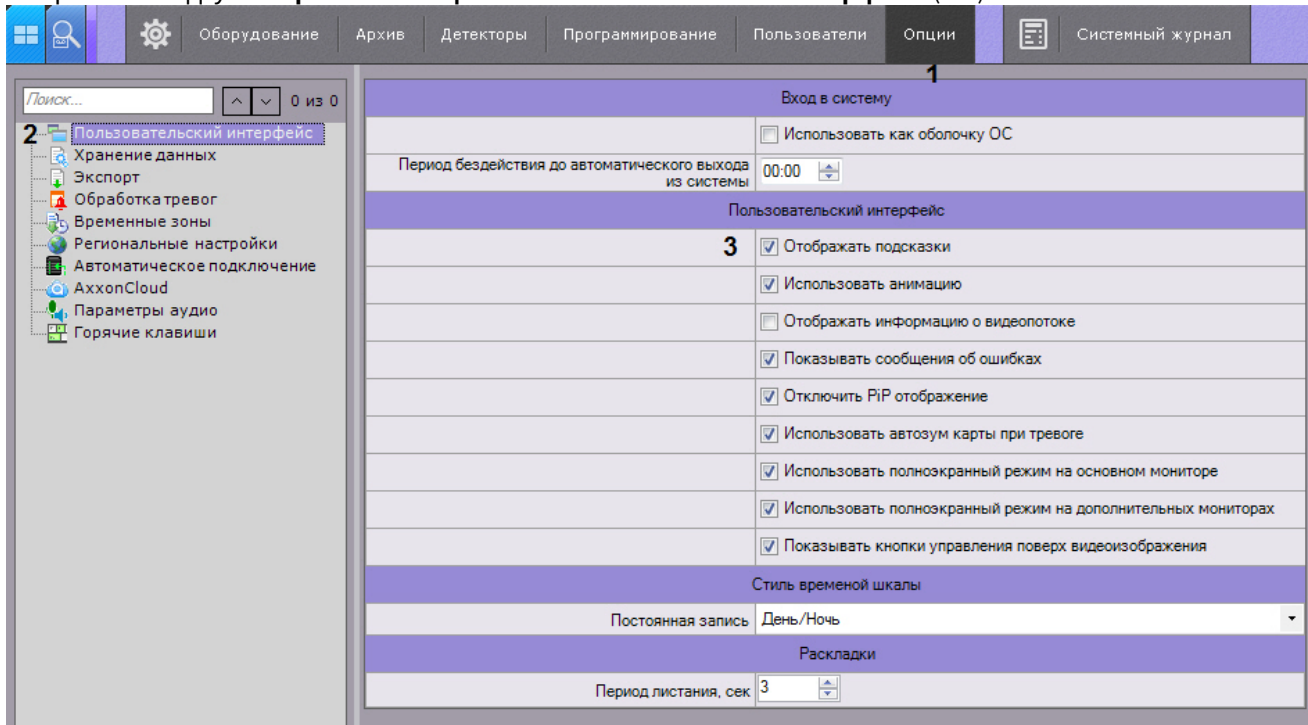 Оборудование Архив Детекторы Программирование Пользователи Опции Системный журнал
1
Поиск... 0 из 0
2 Пользовательский интерфейс
Хранение данных
Экспорт
Обработка тревог
Временные зоны
Региональные настройки
Автоматическое подключение
AxxonCloud
Параметры аудио
Горячие клавиши
Вход в систему
Использовать как оболочку ОС
Период бездействия до автоматического выхода
из системы 00:00
Пользовательский интерфейс
3 Отображать подсказки
Использовать анимацию
Отображать информацию о видеопотоке
Показывать сообщения об ошибках
Отключить PiP отображение
Использовать автозум карты при тревоге
Использовать полноэкранный режим на основном мониторе
Использовать полноэкранный режим на дополнительных мониторах
Показывать кнопки управления поверх видеоизображения
Стиль временой шкалы
Постоянная запись День/Ночь
Раскладки
Период листания, сек 3